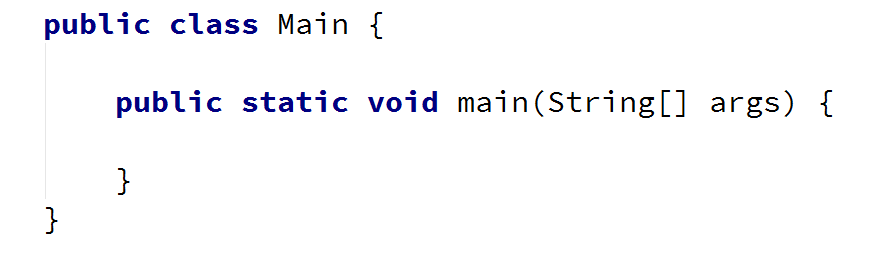 public class Main {
public static void main(String[] args) {
}
}